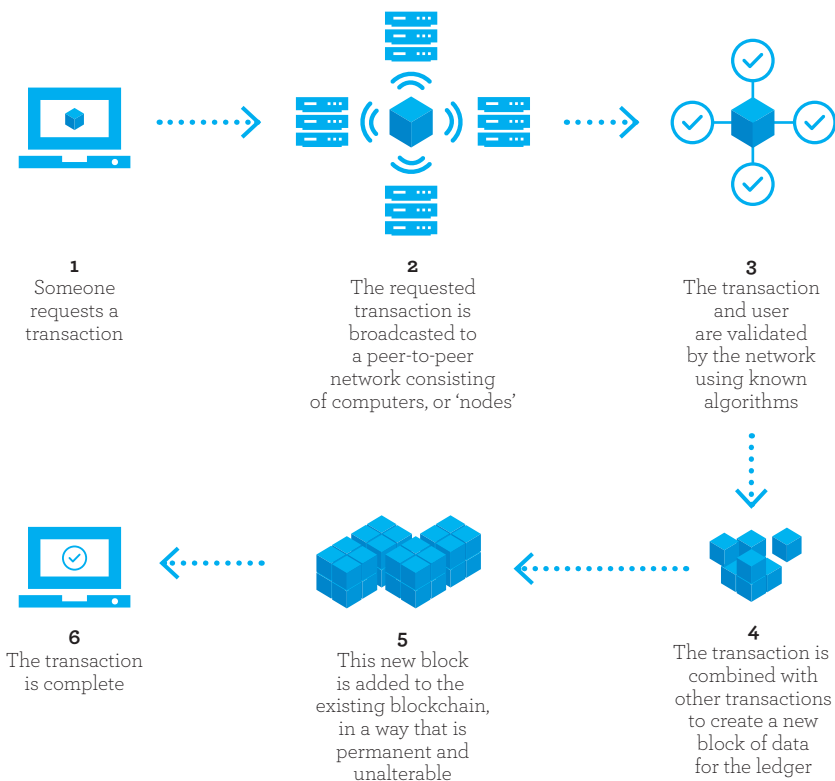 1
Someone
requests a
transaction
2
The requested
transaction is
broadcasted to
a peer-to-peer
network consisting
of computers, or ‘nodes’
3
The transaction
and user
are validated
by the network
using known
algorithms
4
The transaction is
combined with
other transactions
to create a new
block of data
for the ledger
5
This new block
is added to the
existing blockchain,
in a way that is
permanent and
unalterable
6
The transaction
is complete